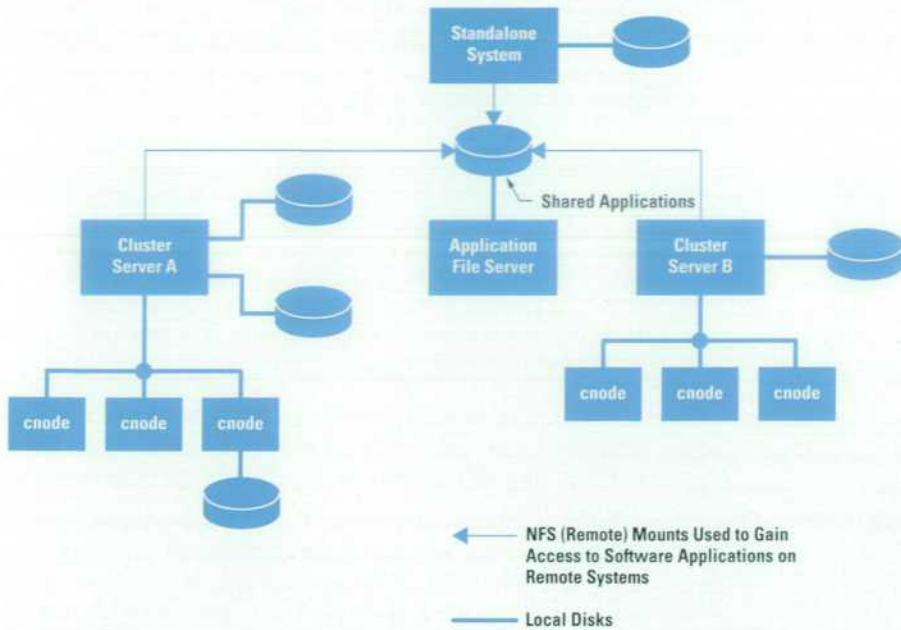 Standalone
System
Shared Applications
Cluster
Server A
Application
File Server
Cluster
Server B
cnode
cnode
cnode
cnode
cnode
cnode
NFS (Remote) Mounts Used to Gain
Access to Software Applications on
Remote Systems
Local Disks